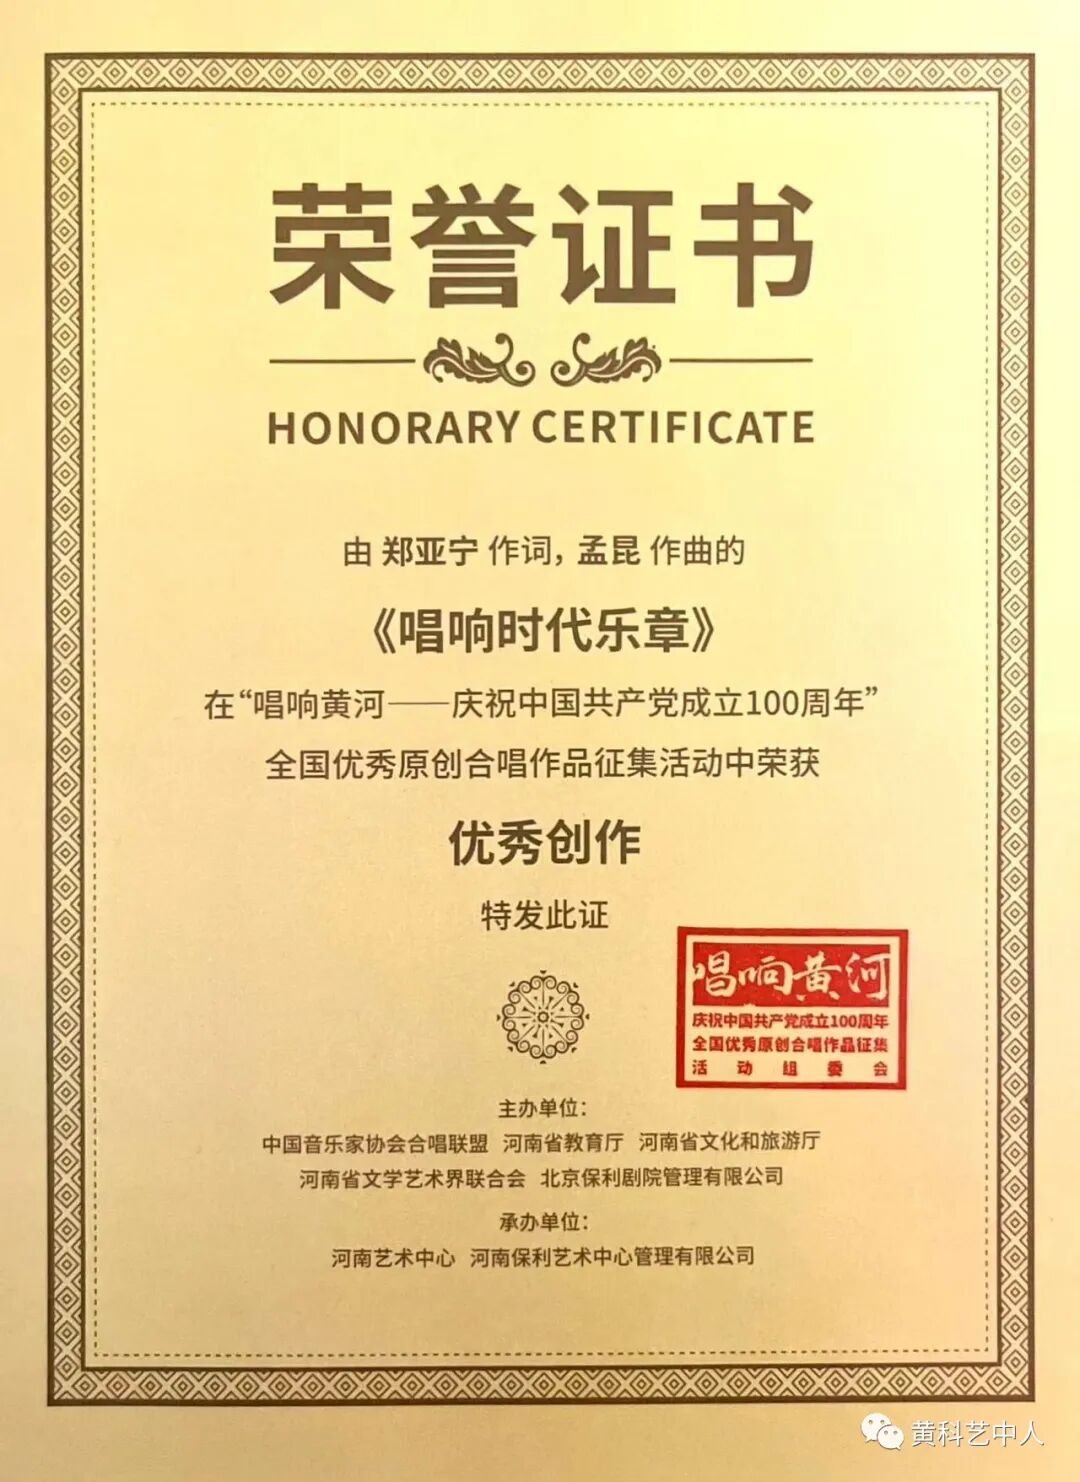 荣誉证书
HONORARY CERTIFICATE
由 郑亚宁 作词，孟昆 作曲的
《唱响时代乐章》
在“唱响黄河——庆祝中国共产党成立100周年”
全国优秀原创合唱作品征集活动中荣获
优秀创作
特发此证
唱响黄河
庆祝中国共产党成立100周年
全国优秀原创合唱作品征集
活动组委会
主办单位：
中国音乐家协会合唱联盟 河南省教育厅 河南省文化和旅游厅
河南省文学艺术界联合会 北京保利剧院管理有限公司
承办单位：
河南艺术中心 河南保利艺术中心管理有限公司
黄科艺中人